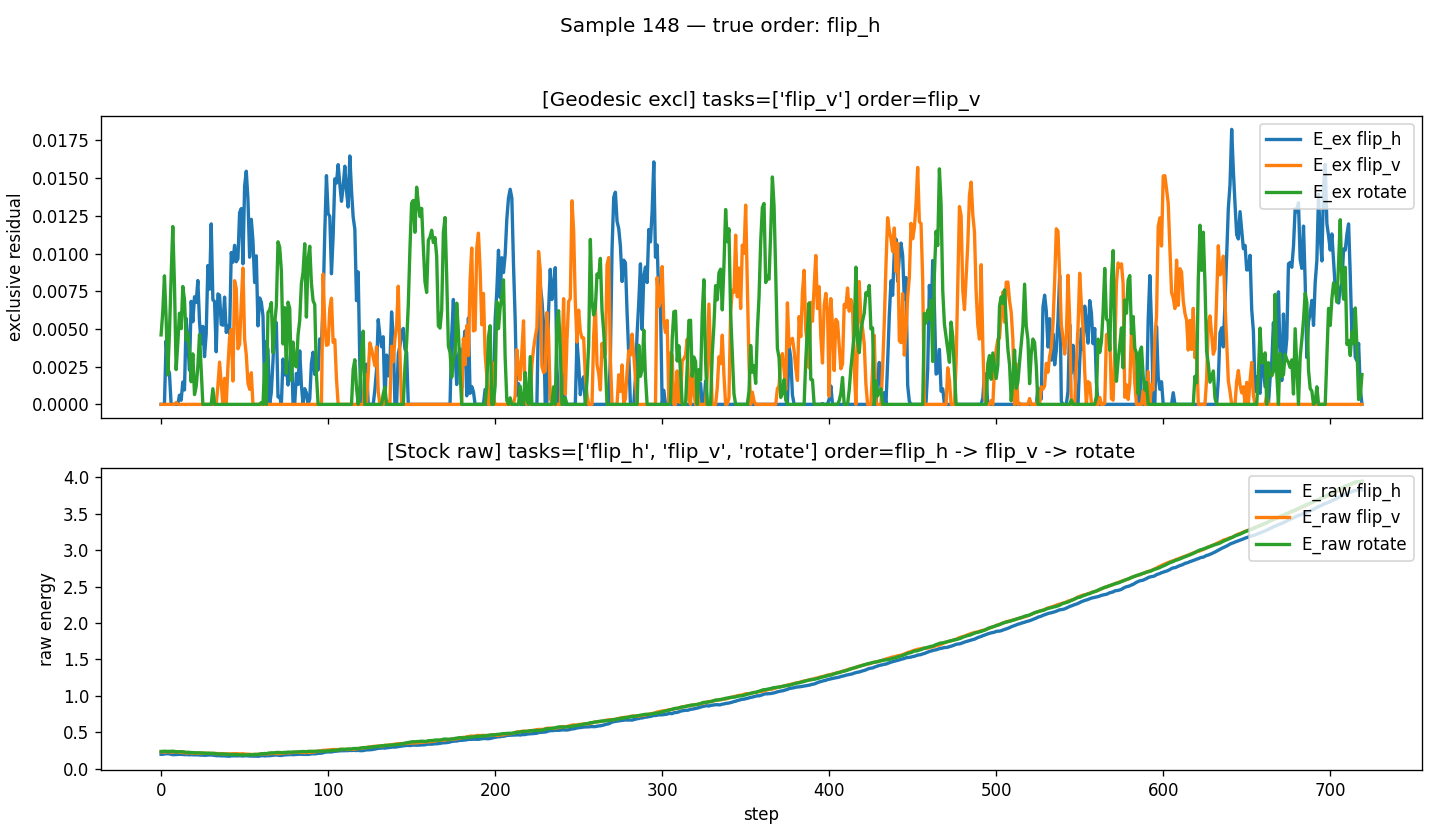 Sample 148 — true order: flip_h
[Geodesic excl] tasks=['flip_v'] order=flip_v
exclusive residual
0.0175
0.0150
0.0125
0.0100
0.0075
0.0050
0.0025
0.0000
E_ex flip_h
E_ex flip_v
E_ex rotate
[Stock raw] tasks=['flip_h', 'flip_v', 'rotate'] order=flip_h -> flip_v -> rotate
raw energy
4.0
3.5
3.0
2.5
2.0
1.5
1.0
0.5
0.0
E_raw flip_h
E_raw flip_v
E_raw rotate
0 100 200 300 400 500 600 700
step